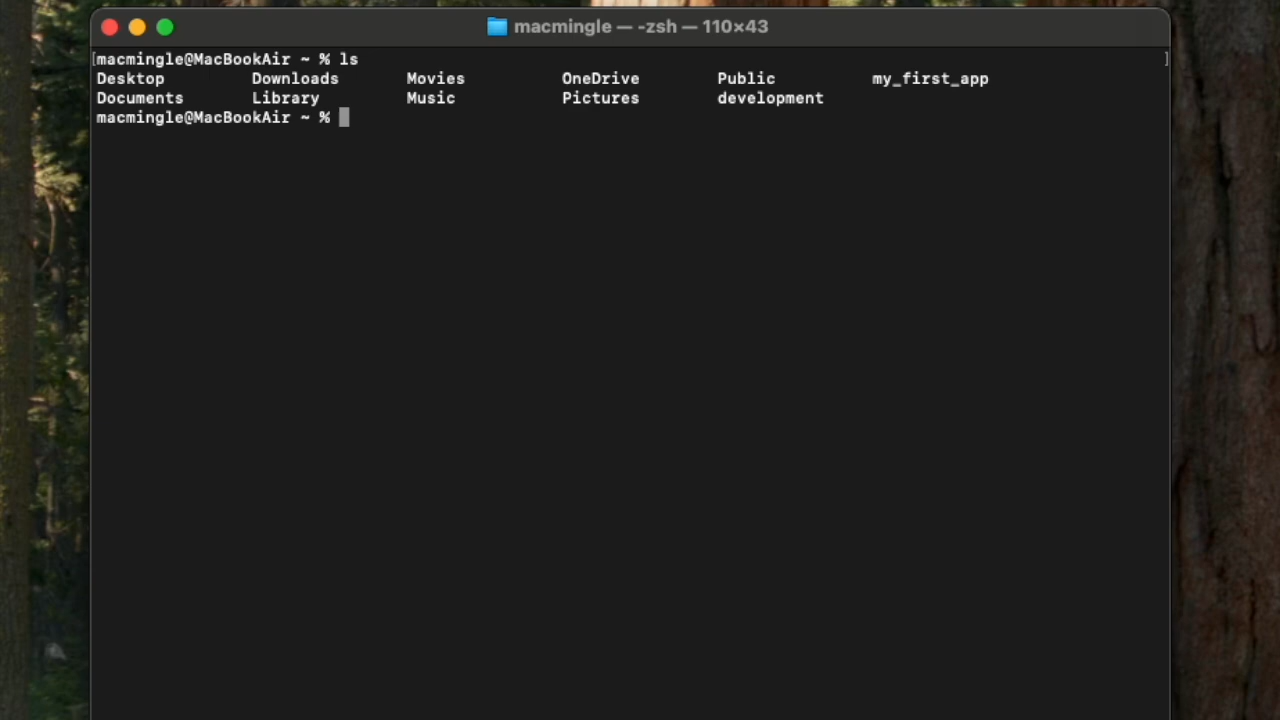 macmingle — -zsh — 110×43
[macmingle@MacBookAir ~ % ls ]
Desktop Downloads Movies OneDrive Public my_first_app
Documents Library Music Pictures development
macmingle@MacBookAir ~ %